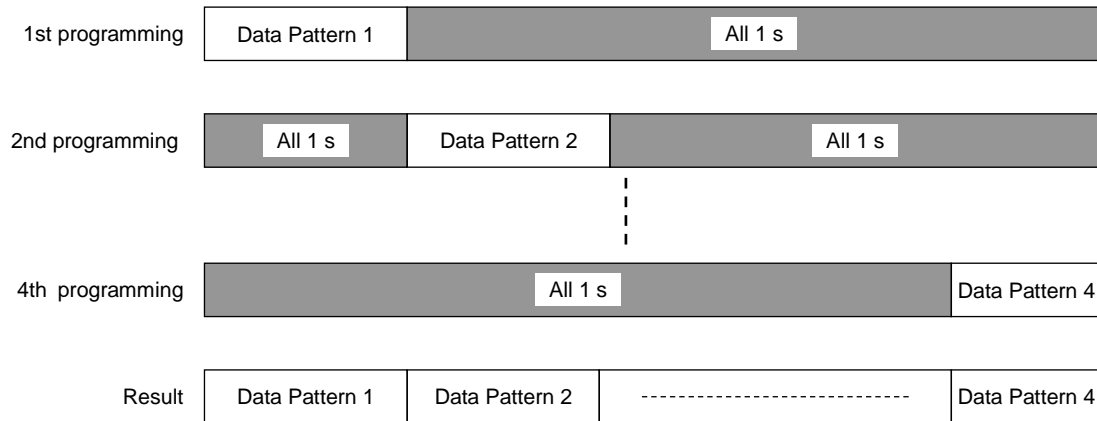 1st programming
Data Pattern 1
All 1 s
2nd programming
All 1 s
Data Pattern 2
All 1 s
4th programming
All 1 s
Data Pattern 4
Result
Data Pattern 1
Data Pattern 2
Data Pattern 4